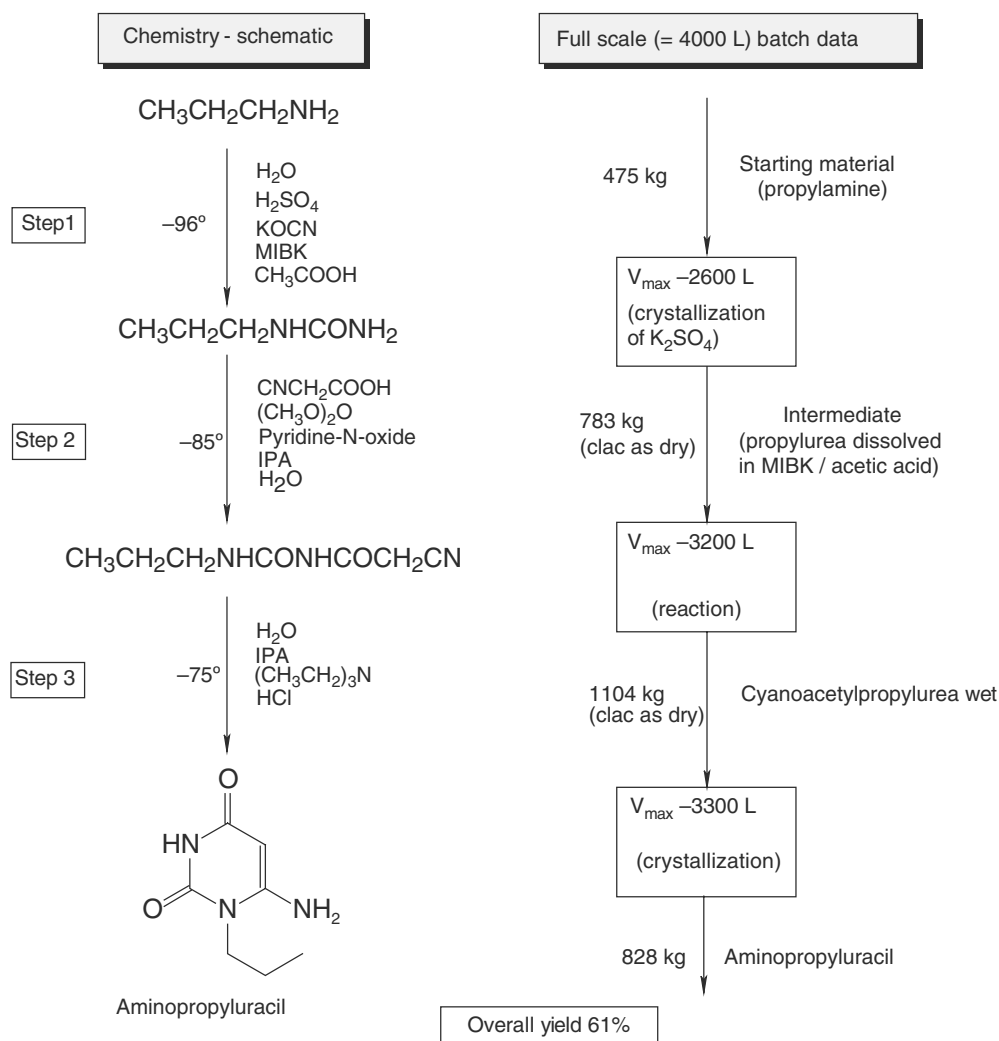 Chemistry - schematic
Full scale (= 4000 L) batch data
CH₃CH₂CH₂NH₂
H₂O
H₂SO₄
KOCN
MIBK
CH₃COOH
Step1
–96º
475 kg
Starting material
(propylamine)
Vmax –2600 L
(crystallization
of K₂SO₄)
CH₃CH₂CH₂NHCONH₂
CNCH₂COOH
(CH₃O)₂O
Pyridine-N-oxide
IPA
H₂O
Step 2
–85º
783 kg
(clac as dry)
Intermediate
(propylurea dissolved
in MIBK / acetic acid)
Vmax –3200 L
(reaction)
CH₃CH₂CH₂NHCONHCOCH₂CN
H₂O
IPA
(CH₃CH₂)₃N
HCl
Step 3
–75º
1104 kg
(clac as dry)
Cyanoacetylpropylurea wet
Vmax –3300 L
(crystallization)
O
HN
O
N
NH₂
Aminopropyluracil
828 kg
Aminopropyluracil
Overall yield 61%